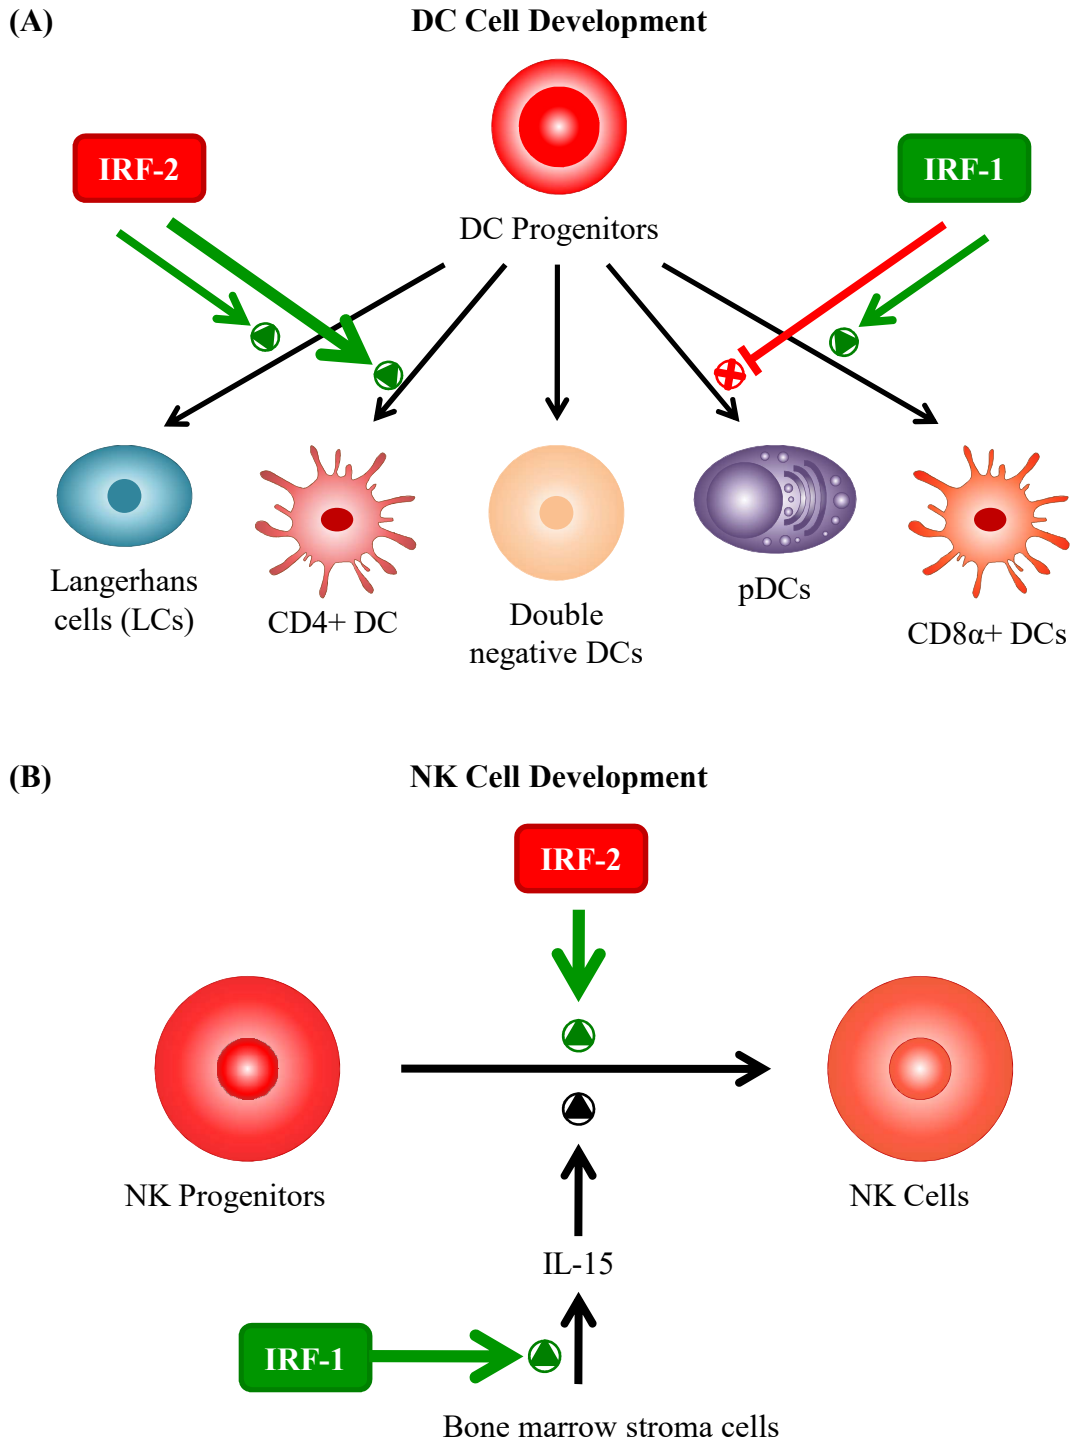 (A)
DC Cell Development
IRF-2
IRF-1
DC Progenitors
Langerhans
cells (LCs)
CD4+ DC
Double
negative DCs
pDCs
CD8α+ DCs
(B)
NK Cell Development
IRF-2
NK Progenitors
NK Cells
IL-15
IRF-1
Bone marrow stroma cells